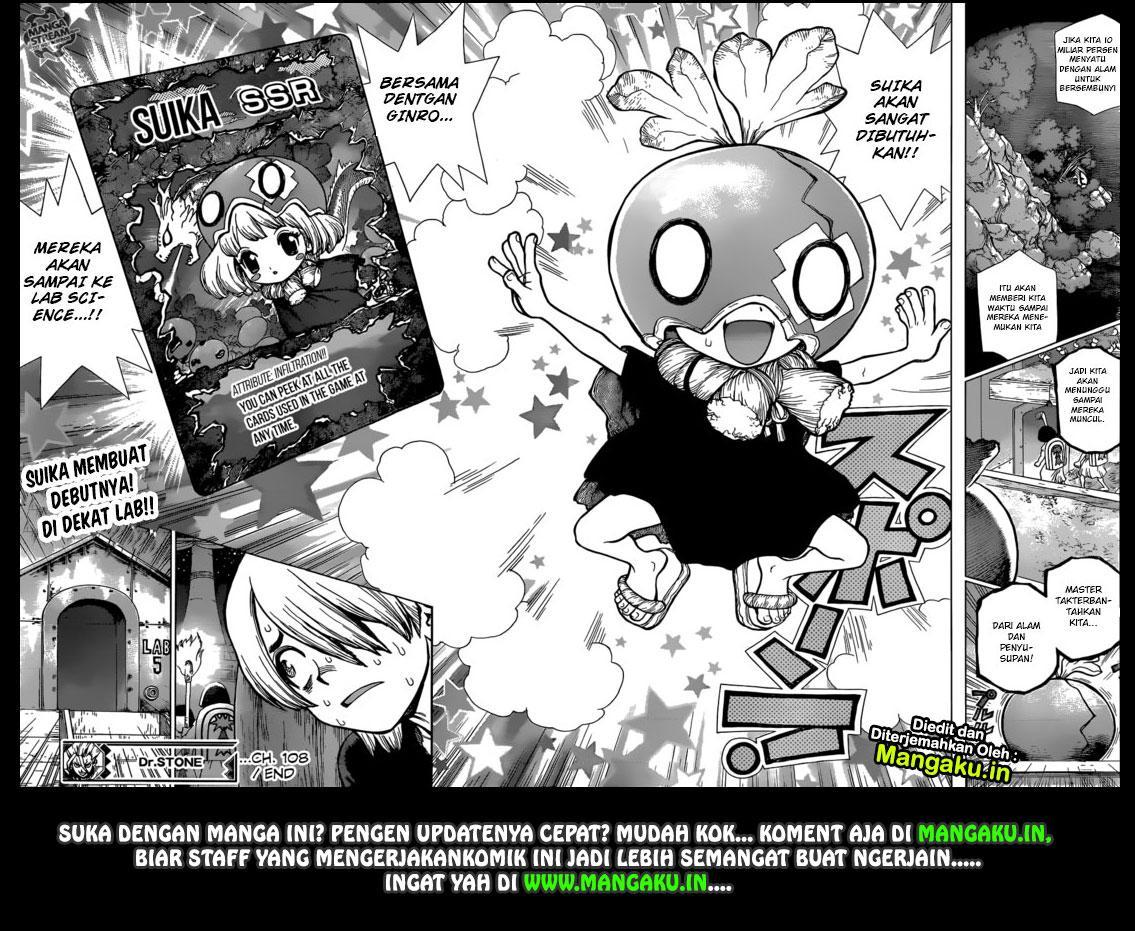 JIKA KITA 10
MILIAR PERSEN
MENYATU
DENGAN ALAM
UNTUK
BERSEMBUNYI
ITU AKAN
MEMBERI KITA
WAKTU SAMPAI
MEREKA MENE-
MUKAN KITA
JADI KITA
AKAN
MENUNGGU
SAMPAI
MEREKA
MUNCUL.
MASTER
TAKTERBAN-
TAHKAN
KITA...
DARI ALAM
DAN
PENYU-
SUPAN!
SUIKA
AKAN
SANGAT
DIBUTUH-
KAN!!
スポーン!!
BERSAMA
DENTGAN
GINRO...
MANGA
STREAM
SUIKA SSR
ATTRIBUTE: INFILTRATION!!
YOU CAN PEEK AT ALL THE
CARDS USED IN THE GAME AT
ANY TIME.
MEREKA
AKAN
SAMPAI KE
LAB SCI-
ENCE...!!
SUIKA MEMBUAT
DEBUTNYA!
DI DEKAT LAB!!
LAB
5
Dr.STONE
...CH. 108
/ END
Diedit dan
Diterjemahkan Oleh :
Mangaku.in
SUKA DENGAN MANGA INI? PENGEN UPDATENYA CEPAT? MUDAH KOK... KOMENT AJA DI MANGAKU.IN,
BIAR STAFF YANG MENGERJAKANKOMIK INI JADI LEBIH SEMANGAT BUAT NGERJAIN.....
INGAT YAH DI WWW.MANGAKU.IN....